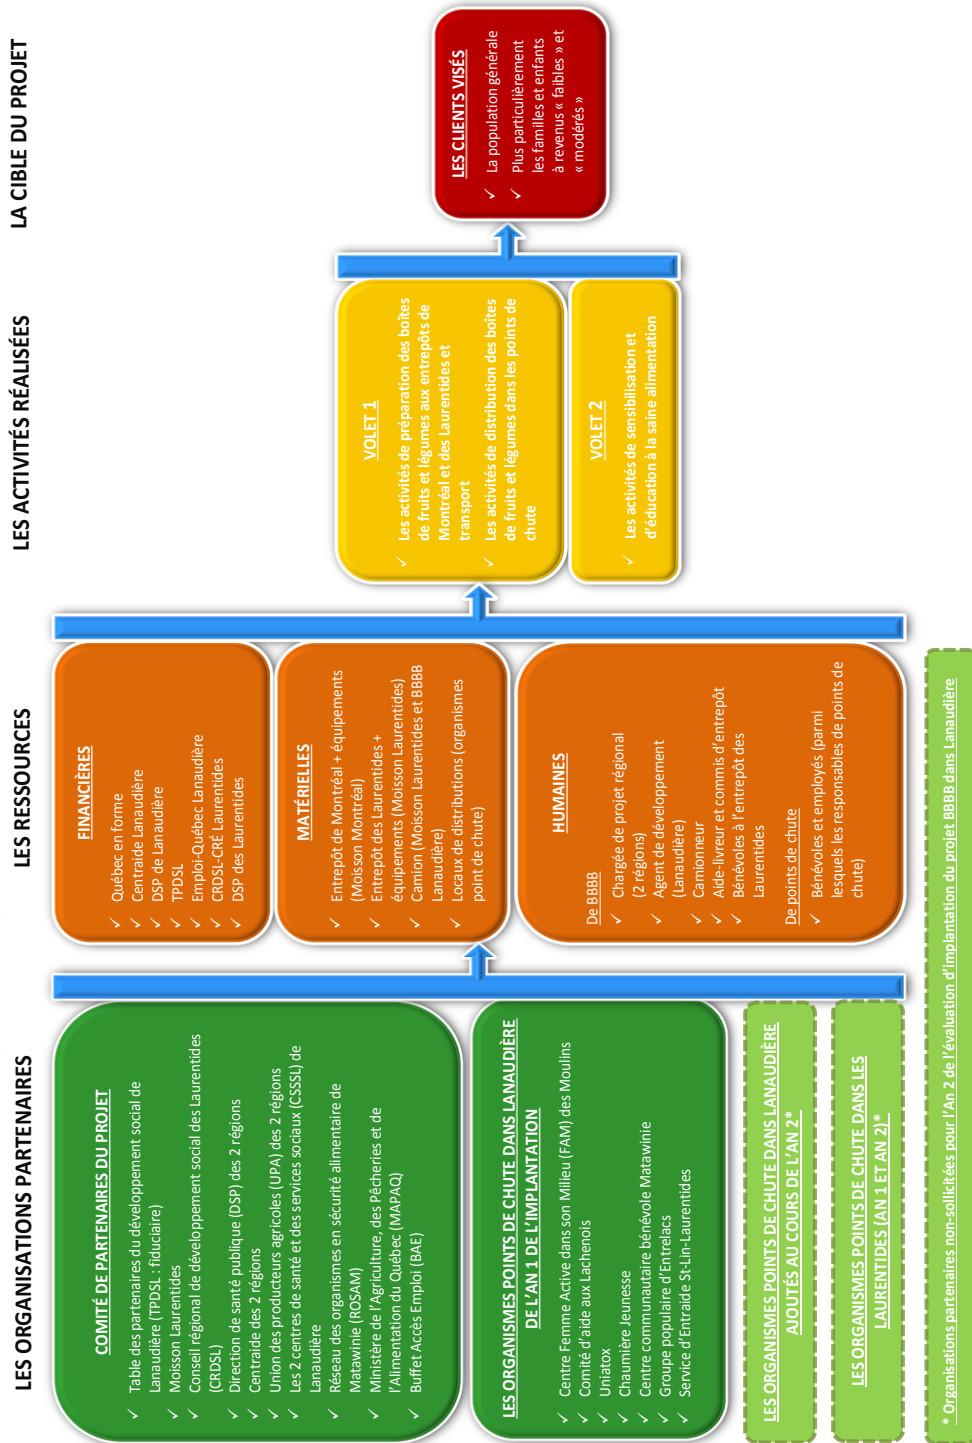 LES ORGANISATIONS PARTENAIRES
COMITÉ DE PARTENAIRES DU PROJET
✓ Table des partenaires du développement social de
Lanaudière (TPDSL : fiduciaire)
✓ Moisson Laurentides
✓ Conseil régional de développement social des Laurentides
(CRDSL)
✓ Direction de santé publique (DSP) des 2 régions
✓ Centraide des 2 régions
✓ Union des producteurs agricoles (UPA) des 2 régions
✓ Les 2 centres de santé et des services sociaux (CSSSL) de
Lanaudière
✓ Réseau des organismes en sécurité alimentaire de
Matawinie (ROSAM)
✓ Ministère de l'Agriculture, des Pêcheries et de
l'Alimentation du Québec (MAPAQ)
✓ Buffet Accès Emploi (BAE)
LES ORGANISMES POINTS DE CHUTE DANS LANAUDIÈRE
DE L'AN 1 DE L'IMPLANTATION
✓ Centre Femme Active dans son Milieu (FAM) des Moulins
✓ Comité d'aide aux Lachenois
✓ Uniatox
✓ Chaumière Jeunesse
✓ Centre communautaire bénévole Matawinie
✓ Groupe populaire d'Entrelacs
✓ Service d'Entraide St-Lin-Laurentides
LES ORGANISMES POINTS DE CHUTE DANS LANAUDIÈRE
AJOUTÉS AU COURS DE L'AN 2*
LES ORGANISMES POINTS DE CHUTE DANS LES
LAURENTIDES (AN 1 ET AN 2)*
LES RESSOURCES
FINANCIÈRES
✓ Québec en forme
✓ Centraide Lanaudière
✓ DSP de Lanaudière
✓ TPDSL
✓ Emploi-Québec Lanaudière
✓ CRDSL-CRÉ Laurentides
✓ DSP des Laurentides
MATÉRIELLES
✓ Entrepôt de Montréal + équipements
(Moisson Montréal)
✓ Entrepôt des Laurentides +
équipements (Moisson Laurentides)
✓ Camion (Moisson Laurentides et BBBB
Lanaudière)
✓ Locaux de distributions (organismes
point de chute)
HUMAINES
De BBBB
✓ Chargée de projet régional
(2 régions)
✓ Agent de développement
(Lanaudière)
✓ Camionneur
✓ Aide-livreur et commis d'entrepôt
✓ Bénévoles à l'entrepôt des
Laurentides
De points de chute
✓ Bénévoles et employés (parmi
lesquels les responsables de points de
chute)
LES ACTIVITÉS RÉALISÉES
VOLET 1
✓ Les activités de préparation des boîtes
de fruits et légumes aux entrepôts de
Montréal et des Laurentides et
transport
✓ Les activités de distribution des boîtes
de fruits et légumes dans les points de
chute
VOLET 2
✓ Les activités de sensibilisation et
d'éducation à la saine alimentation
LA CIBLE DU PROJET
LES CLIENTS VISÉS
✓ La population générale
✓ Plus particulièrement
les familles et enfants
à revenus « faibles » et
« modérés »
* Organisations partenaires non-solicitées pour l'An 2 de l'évaluation d'implantation du projet BBBB dans Lanaudière